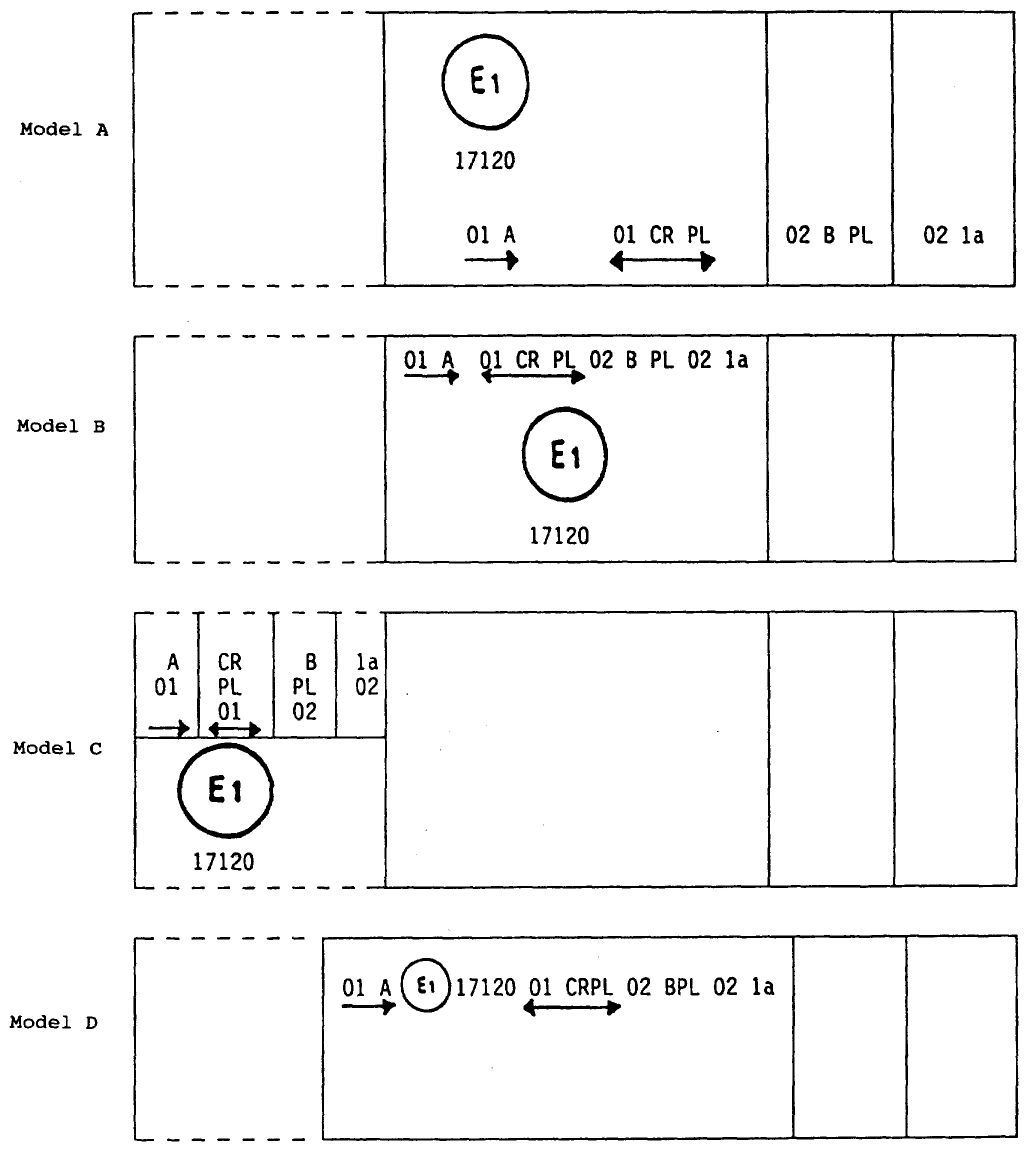 E1
Model A
17120
01 A 01 CR PL 02 B PL 02 1a
01 A 01 CR PL 02 B PL 02 1a
Model B
E1
17120
A CR B 1a
01 PL PL 02
01 02
Model C
E1
17120
01 A E1 17120 01 CRPL 02 BPL 02 1a
Model D